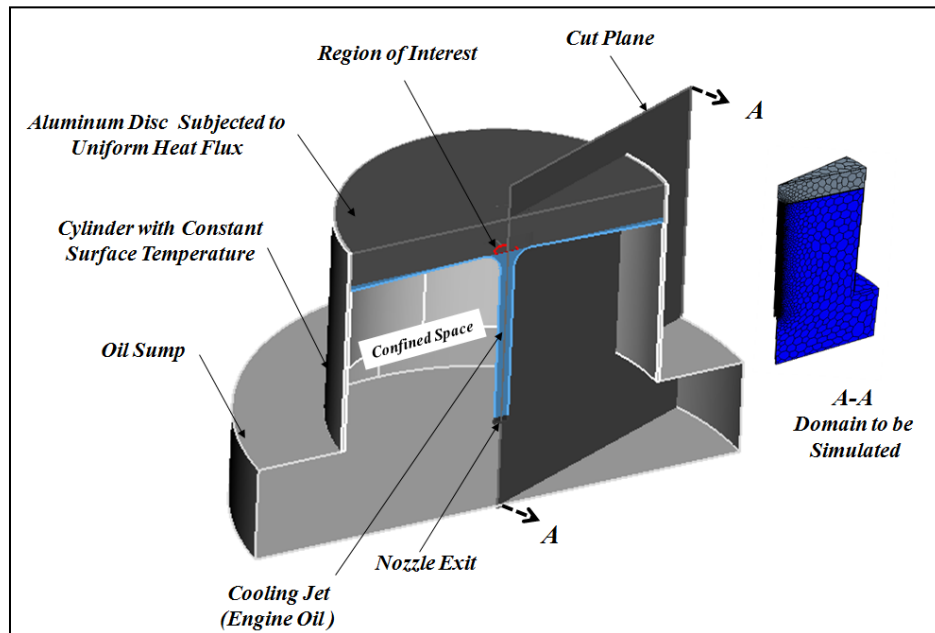 Cut Plane
Region of Interest
A
Aluminum Disc Subjected to
Uniform Heat Flux
Cylinder with Constant
Surface Temperature
Confined Space
Oil Sump
A-A
Domain to be
Simulated
A
Nozzle Exit
Cooling Jet
(Engine Oil )